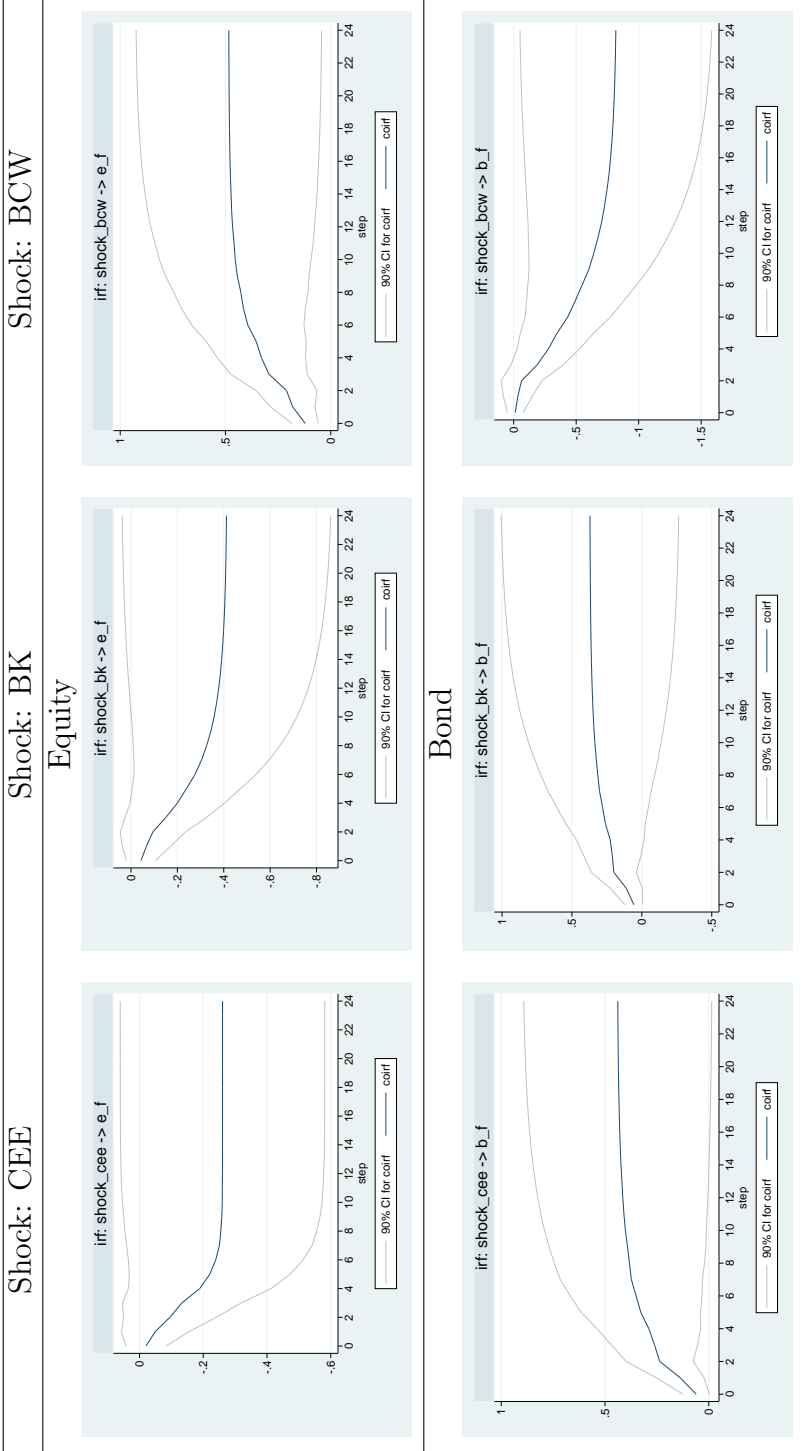 Shock: CEE Shock: BK Shock: BCW
Equity
irf: shock_cee -> e_f
0
-.2
-.4
-.6
0 2 4 6 8 10 12 14 16 18 20 22 24
step
90% CI for coirf coirf
irf: shock_bk -> e_f
0
-.2
-.4
-.6
-.8
0 2 4 6 8 10 12 14 16 18 20 22 24
step
90% CI for coirf coirf
irf: shock_bcw -> e_f
1
.5
0
0 2 4 6 8 10 12 14 16 18 20 22 24
step
90% CI for coirf coirf
Bond
irf: shock_cee -> b_f
1
.5
0
0 2 4 6 8 10 12 14 16 18 20 22 24
step
90% CI for coirf coirf
irf: shock_bk -> b_f
1
.5
0
-.5
0 2 4 6 8 10 12 14 16 18 20 22 24
step
90% CI for coirf coirf
irf: shock_bcw -> b_f
0
-.5
-1
-1.5
0 2 4 6 8 10 12 14 16 18 20 22 24
step
90% CI for coirf coirf